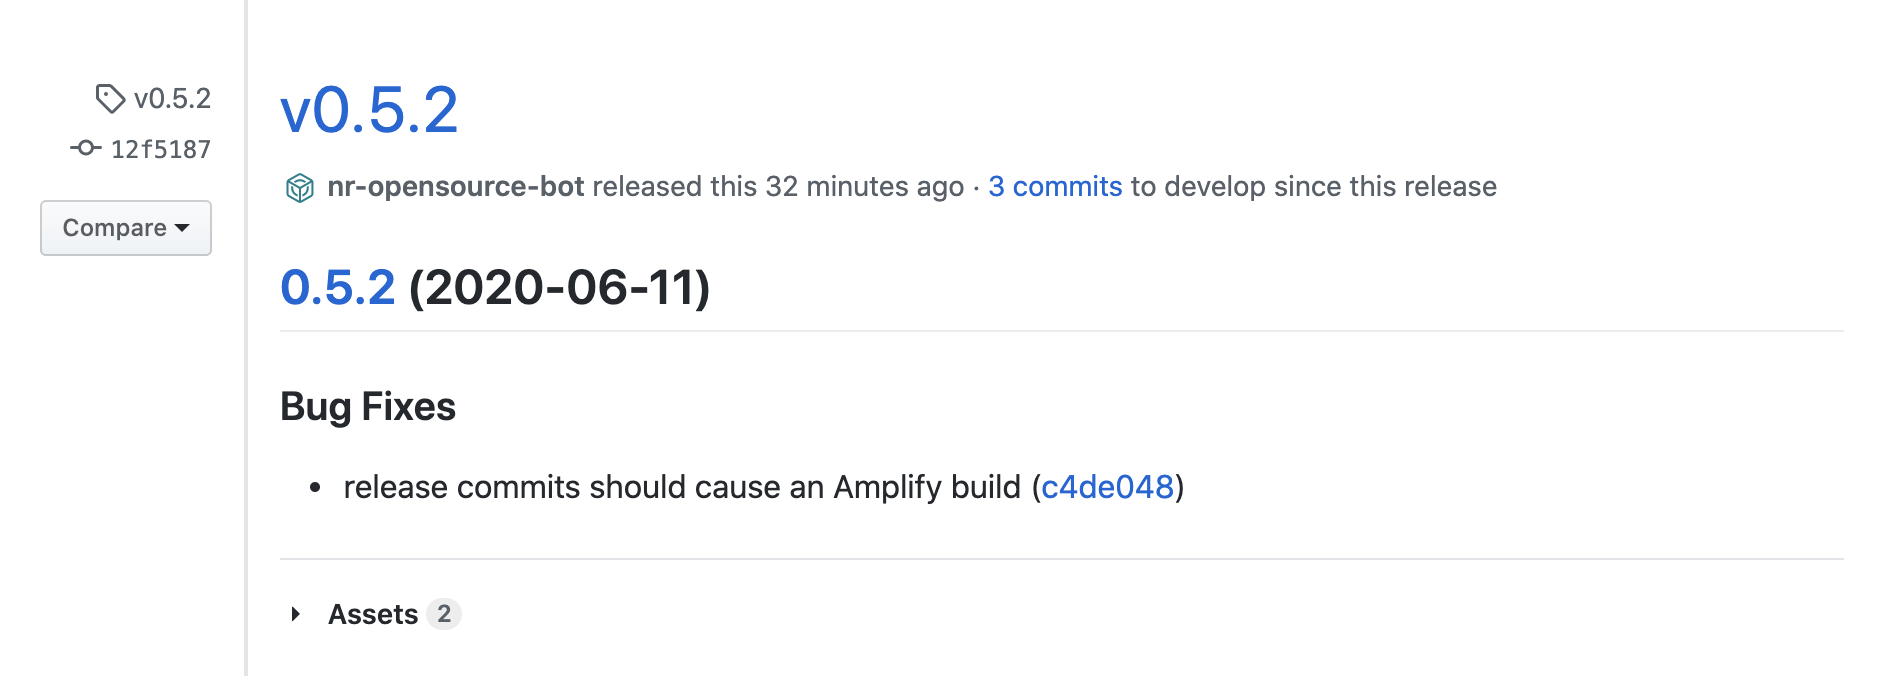 v0.5.2
12f5187
Compare
v0.5.2
nr-opensource-bot released this 32 minutes ago · 3 commits to develop since this release
0.5.2 (2020-06-11)
Bug Fixes
• release commits should cause an Amplify build (c4de048)
Assets 2